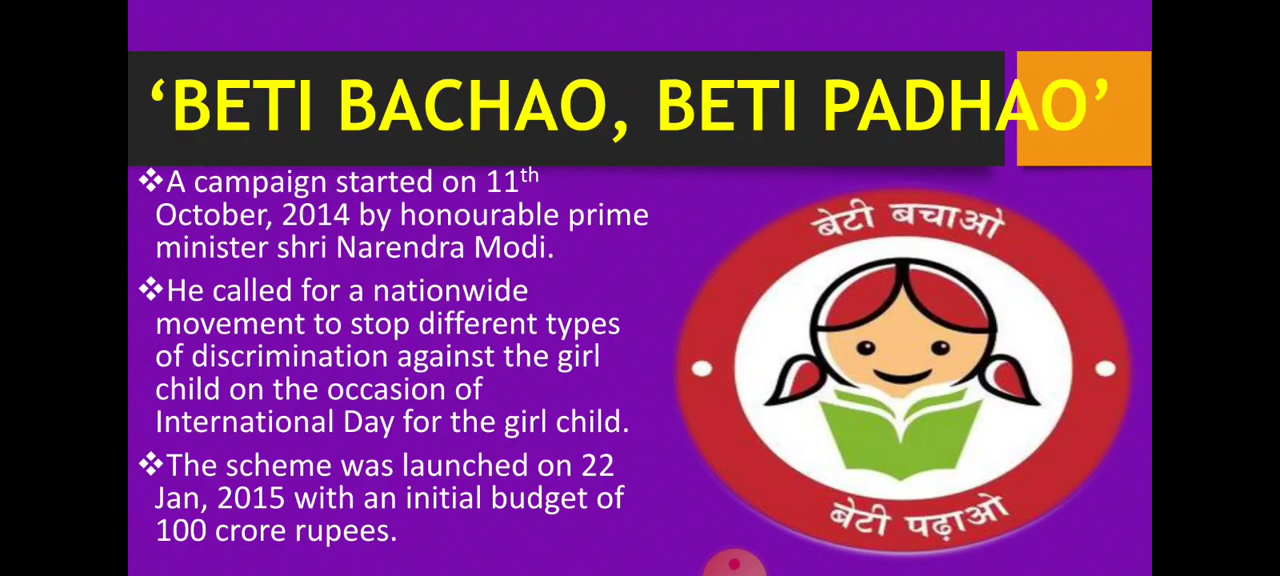 ‘BETI BACHAO, BETI PADHAO’
❖A campaign started on 11th
October, 2014 by honourable prime
minister shri Narendra Modi.
❖He called for a nationwide
movement to stop different types
of discrimination against the girl
child on the occasion of
International Day for the girl child.
❖The scheme was launched on 22
Jan, 2015 with an initial budget of
100 crore rupees.
बेटी बचाओ
बेटी पढ़ाओ